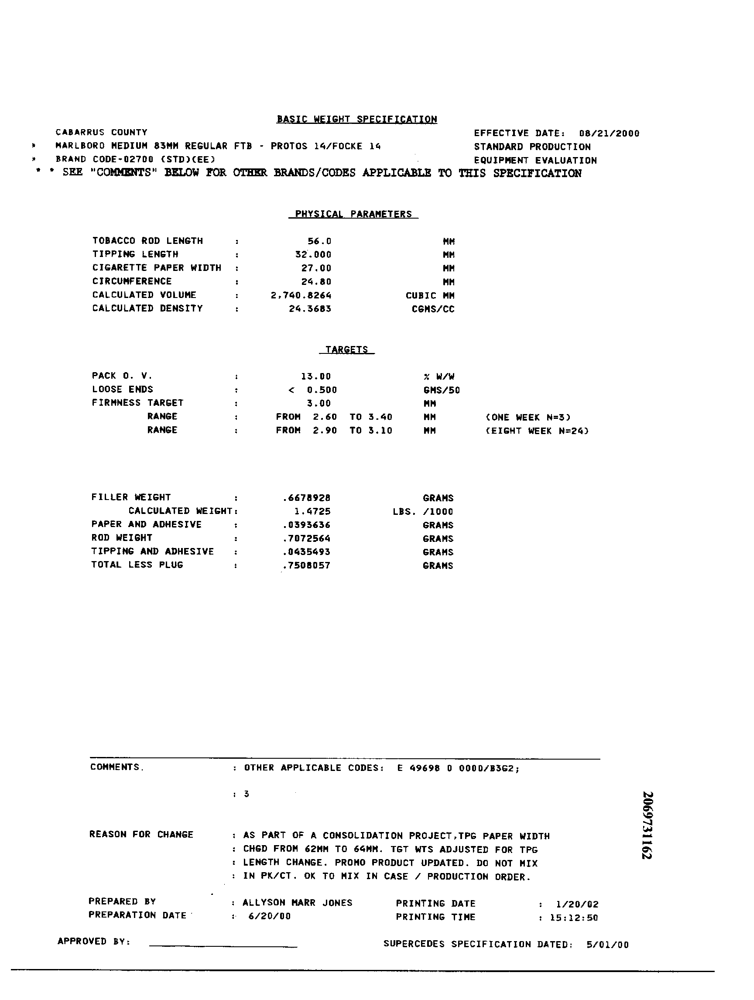 BASIC WEIGHT SPECIFICATION
CABARRUS COUNTY EFFECTIVE DATE: 08/21/2000
* MARLBORO MEDIUM 83MM REGULAR FTB - PROTOS 14/FOCKE 14 STANDARD PRODUCTION
* BRAND CODE-02700 (STD)(EE) EQUIPMENT EVALUATION
* * SEE "COMMENTS" BELOW FOR OTHER BRANDS/CODES APPLICABLE TO THIS SPECIFICATION
PHYSICAL PARAMETERS
TOBACCO ROD LENGTH : 56.0 MM
TIPPING LENGTH : 32.000 MM
CIGARETTE PAPER WIDTH : 27.00 MM
CIRCUMFERENCE : 24.80 MM
CALCULATED VOLUME : 2,740.8264 CUBIC MM
CALCULATED DENSITY : 24.3683 CGMS/CC
TARGETS
PACK O. V. : 13.00 % W/W
LOOSE ENDS : < 0.500 GMS/50
FIRMNESS TARGET : 3.00 MM
RANGE : FROM 2.60 TO 3.40 MM (ONE WEEK N=3)
RANGE : FROM 2.90 TO 3.10 MM (EIGHT WEEK N=24)
FILLER WEIGHT : .6678928 GRAMS
CALCULATED WEIGHT: 1.4725 LBS. /1000
PAPER AND ADHESIVE : .0393636 GRAMS
ROD WEIGHT : .7072564 GRAMS
TIPPING AND ADHESIVE : .0435493 GRAMS
TOTAL LESS PLUG : .7508057 GRAMS
COMMENTS. : OTHER APPLICABLE CODES: E 49698 0 0000/B3G2;
: 3
REASON FOR CHANGE : AS PART OF A CONSOLIDATION PROJECT,TPG PAPER WIDTH
: CHGD FROM 62MM TO 64MM. TGT WTS ADJUSTED FOR TPG
: LENGTH CHANGE. PROMO PRODUCT UPDATED. DO NOT MIX
: IN PK/CT. OK TO MIX IN CASE / PRODUCTION ORDER.
PREPARED BY : ALLYSON MARR JONES PRINTING DATE : 1/20/02
PREPARATION DATE : 6/20/00 PRINTING TIME : 15:12:50
APPROVED BY: SUPERCEDES SPECIFICATION DATED: 5/01/00
2069731162